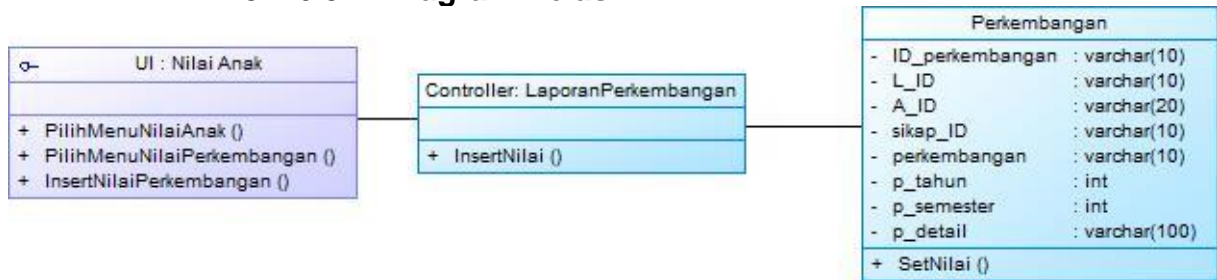 UI : Nilai Anak
+ PilihMenuNilaiAnak ()
+ PilihMenuNilaiPerkembangan ()
+ InsertNilaiPerkembangan ()
Controller: LaporanPerkembangan
+ InsertNilai ()
Perkembangan
- ID_perkembangan : varchar(10)
- L_ID : varchar(10)
- A_ID : varchar(20)
- sikap_ID : varchar(10)
- perkembangan : varchar(10)
- p_tahun : int
- p_semester : int
- p_detail : varchar(100)
+ SetNilai ()